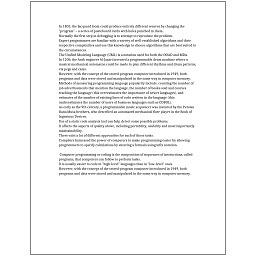 In 1801, the Jacquard loom could produce entirely different weaves by changing the
"program" – a series of pasteboard cards with holes punched in them.
Normally the first step in debugging is to attempt to reproduce the problem.
Expert programmers are familiar with a variety of well-established algorithms and their
respective complexities and use this knowledge to choose algorithms that are best suited to
the circumstances.
The Unified Modeling Language (UML) is a notation used for both the OOAD and MDA.
In 1206, the Arab engineer Al-Jazari invented a programmable drum machine where a
musical mechanical automaton could be made to play different rhythms and drum patterns,
via pegs and cams.
However, with the concept of the stored-program computer introduced in 1949, both
programs and data were stored and manipulated in the same way in computer memory.
Methods of measuring programming language popularity include: counting the number of
job advertisements that mention the language, the number of books sold and courses
teaching the language (this overestimates the importance of newer languages), and
estimates of the number of existing lines of code written in the language (this
underestimates the number of users of business languages such as COBOL).
As early as the 9th century, a programmable music sequencer was invented by the Persian
Banu Musa brothers, who described an automated mechanical flute player in the Book of
Ingenious Devices.
Use of a static code analysis tool can help detect some possible problems.
It affects the aspects of quality above, including portability, usability and most importantly
maintainability.
There exist a lot of different approaches for each of those tasks.
Compilers harnessed the power of computers to make programming easier by allowing
programmers to specify calculations by entering a formula using infix notation.
Computer programming or coding is the composition of sequences of instructions, called
programs, that computers can follow to perform tasks.
It is usually easier to code in "high-level" languages than in "low-level" ones.
However, with the concept of the stored-program computer introduced in 1949, both
programs and data were stored and manipulated in the same way in computer memory.